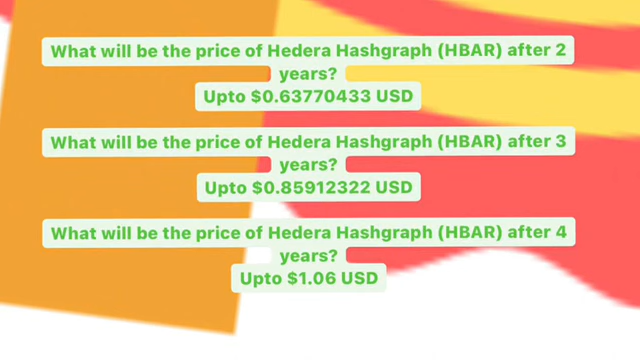 What will be the price of Hedera Hashgraph (HBAR) after 2
years?
Upto $0.63770433 USD
What will be the price of Hedera Hashgraph (HBAR) after 3
years?
Upto $0.85912322 USD
What will be the price of Hedera Hashgraph (HBAR) after 4
years?
Upto $1.06 USD